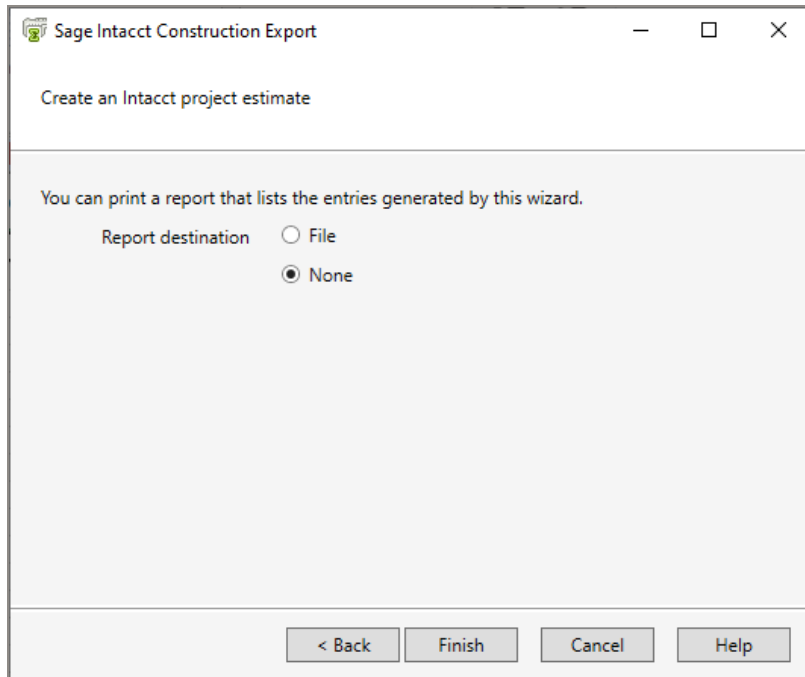 Sage Intacct Construction Export
Create an Intacct project estimate
You can print a report that lists the entries generated by this wizard.
Report destination File
None
< Back Finish Cancel Help